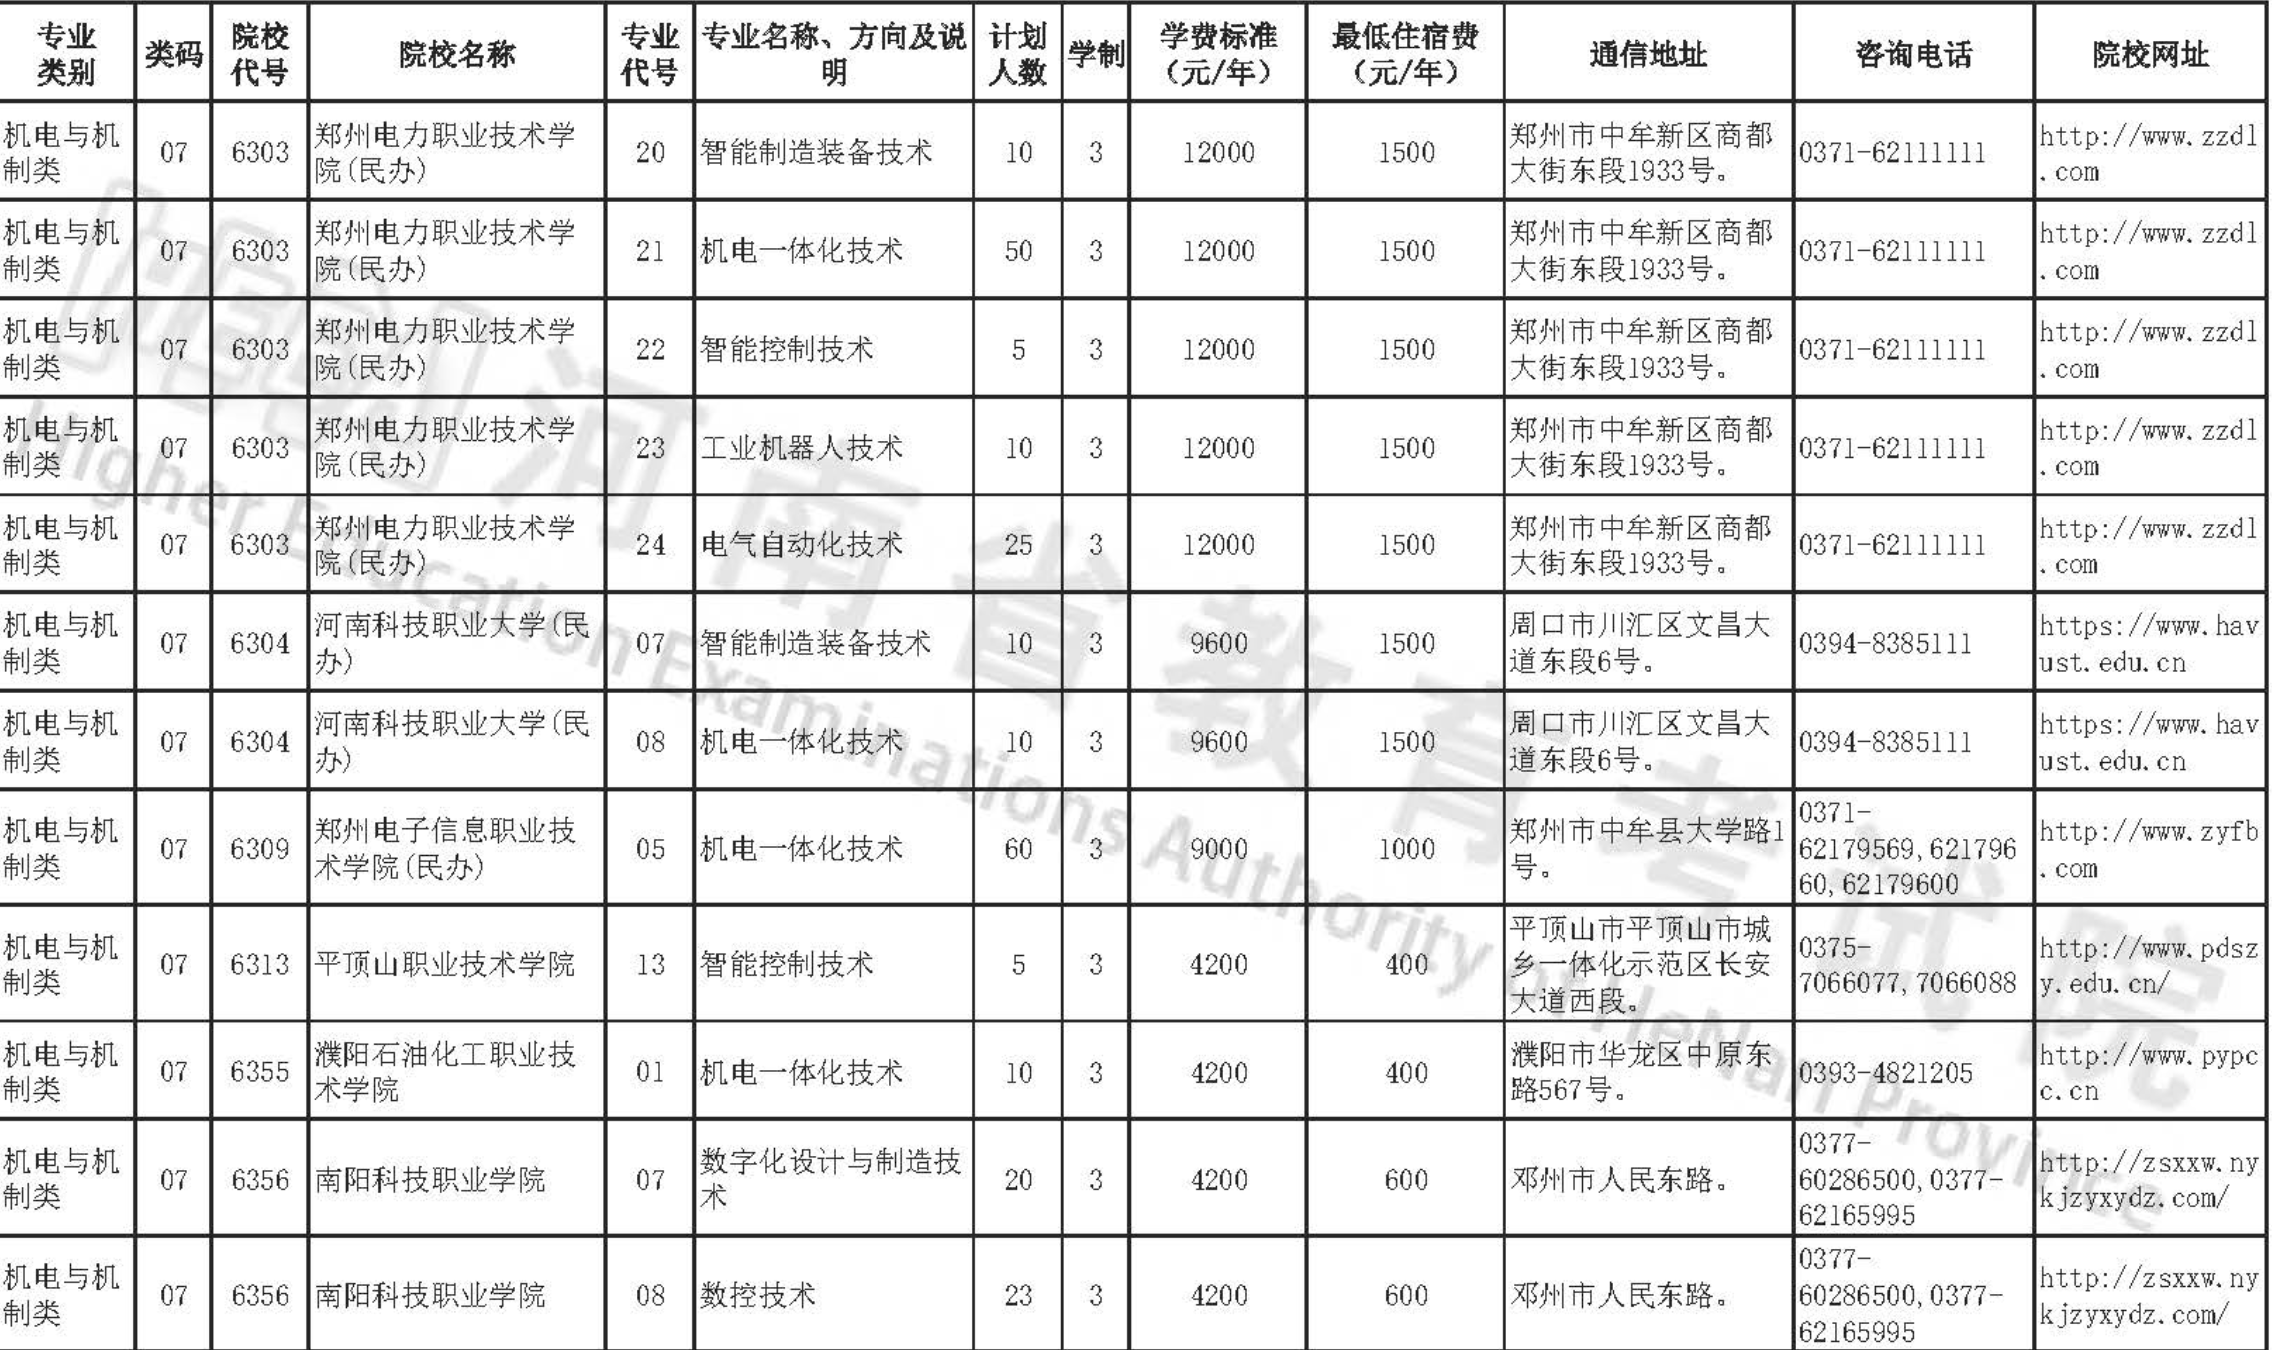 专业类别 类码 院校代号 院校名称 专业代号 专业名称、方向及说明 计划人数 学制 学费标准（元/年） 最低住宿费（元/年） 通信地址 咨询电话 院校网址
机电与机制类 07 6303 郑州电力职业技术学院(民办) 20 智能制造装备技术 10 3 12000 1500 郑州市中牟新区商都大街东段1933号。 0371-62111111 http://www.zzdl.com
机电与机制类 07 6303 郑州电力职业技术学院(民办) 21 机电一体化技术 50 3 12000 1500 郑州市中牟新区商都大街东段1933号。 0371-62111111 http://www.zzdl.com
机电与机制类 07 6303 郑州电力职业技术学院(民办) 22 智能控制技术 5 3 12000 1500 郑州市中牟新区商都大街东段1933号。 0371-62111111 http://www.zzdl.com
机电与机制类 07 6303 郑州电力职业技术学院(民办) 23 工业机器人技术 10 3 12000 1500 郑州市中牟新区商都大街东段1933号。 0371-62111111 http://www.zzdl.com
机电与机制类 07 6303 郑州电力职业技术学院(民办) 24 电气自动化技术 25 3 12000 1500 郑州市中牟新区商都大街东段1933号。 0371-62111111 http://www.zzdl.com
机电与机制类 07 6304 河南科技职业大学(民办) 07 智能制造装备技术 10 3 9600 1500 周口市川汇区文昌大道东段6号。 0394-8385111 https://www.havust.edu.cn
机电与机制类 07 6304 河南科技职业大学(民办) 08 机电一体化技术 10 3 9600 1500 周口市川汇区文昌大道东段6号。 0394-8385111 https://www.havust.edu.cn
机电与机制类 07 6309 郑州电子信息职业技术学院(民办) 05 机电一体化技术 60 3 9000 1000 郑州市中牟县大学路1号。 0371-62179569,62179660,62179600 http://www.zyfb.com
机电与机制类 07 6313 平顶山职业技术学院 13 智能控制技术 5 3 4200 400 平顶山市平顶山市城乡一体化示范区长安大道西段。 0375-7066077,7066088 http://www.pdszy.edu.cn/
机电与机制类 07 6355 濮阳石油化工职业技术学院 01 机电一体化技术 10 3 4200 400 濮阳市华龙区中原东路567号。 0393-4821205 http://www.pypcc.cn
机电与机制类 07 6356 南阳科技职业学院 07 数字化设计与制造技术 20 3 4200 600 邓州市人民东路。 0377-60286500,0377-62165995 http://zsxxw.nykjzyxydz.com/
机电与机制类 07 6356 南阳科技职业学院 08 数控技术 23 3 4200 600 邓州市人民东路。 0377-60286500,0377-62165995 http://zsxxw.nykjzyxydz.com/
河南省教育考试院
Higher Education Examinations Authority of HeNan Province